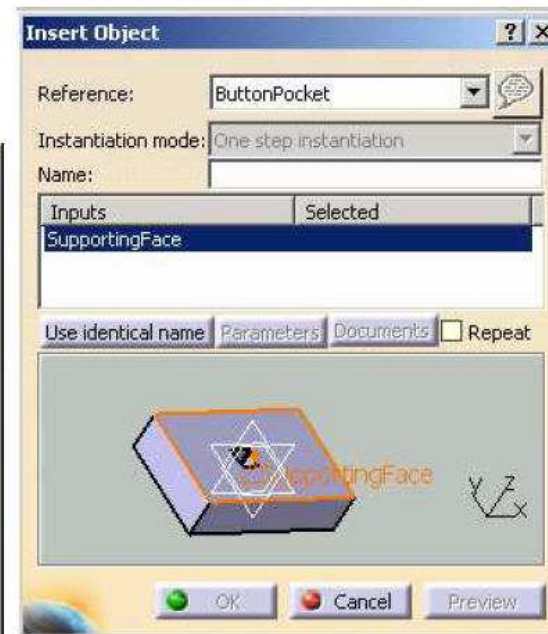 Insert Object ? X
Reference: ButtonPocket
Instantiation mode: One step instantiation
Name:
Inputs Selected
SupportingFace
Use identical name Parameters Documents Repeat
SupportingFace
y z
x
OK Cancel Preview